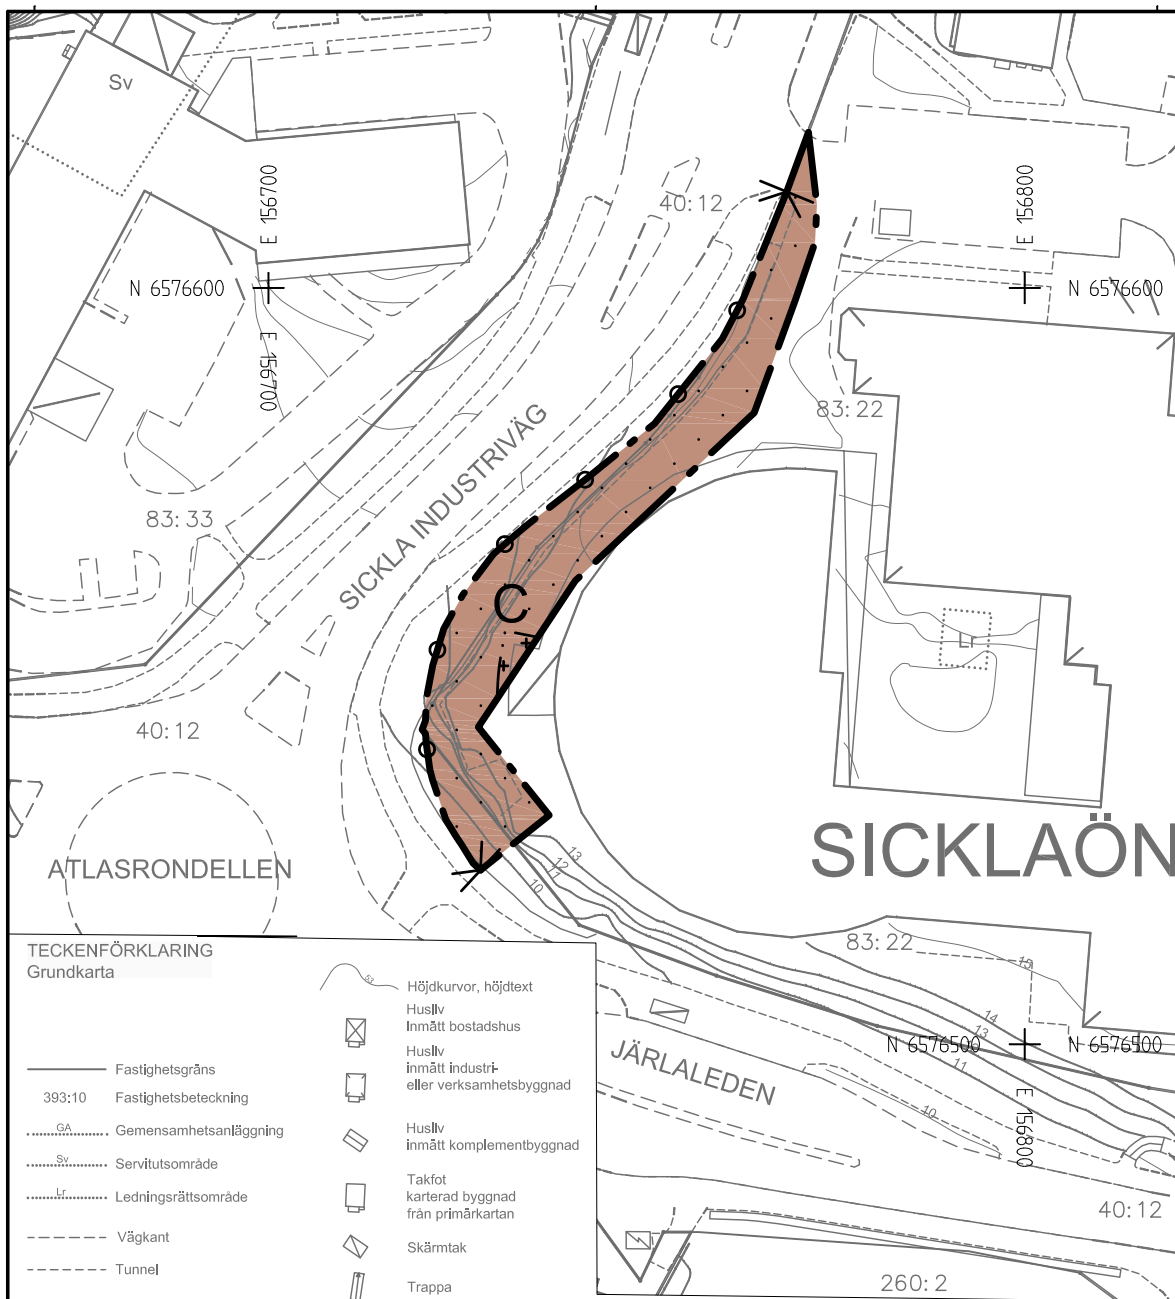 Sv
E 156700
40:12
E 156800
N 6576600
N 6576600
E 156700
83:22
SICKLA INDUSTRIVÄG
83:33
C
Lr
40:12
SICKLAÖN
ATLASRONDELLEN
13
12
11
10
83:22
15
14
13
N 6576500
N 6576500
11
10
E 156800
JÄRLALEDEN
40:12
260:2
TECKENFÖRKLARING
Grundkarta
Fastighetsgräns
393:10 Fastighetsbeteckning
GA Gemensamhetsanläggning
Sv Servitutsområde
Lr Ledningsrättsområde
Vägkant
Tunnel
53 Höjdkurvor, höjdtext
Husliv
Inmätt bostadshus
Husliv
inmätt industri-
eller verksamhetsbyggnad
Husliv
inmätt komplementbyggnad
Takfot
karterad byggnad
från primärkartan
Skärmtak
Trappa